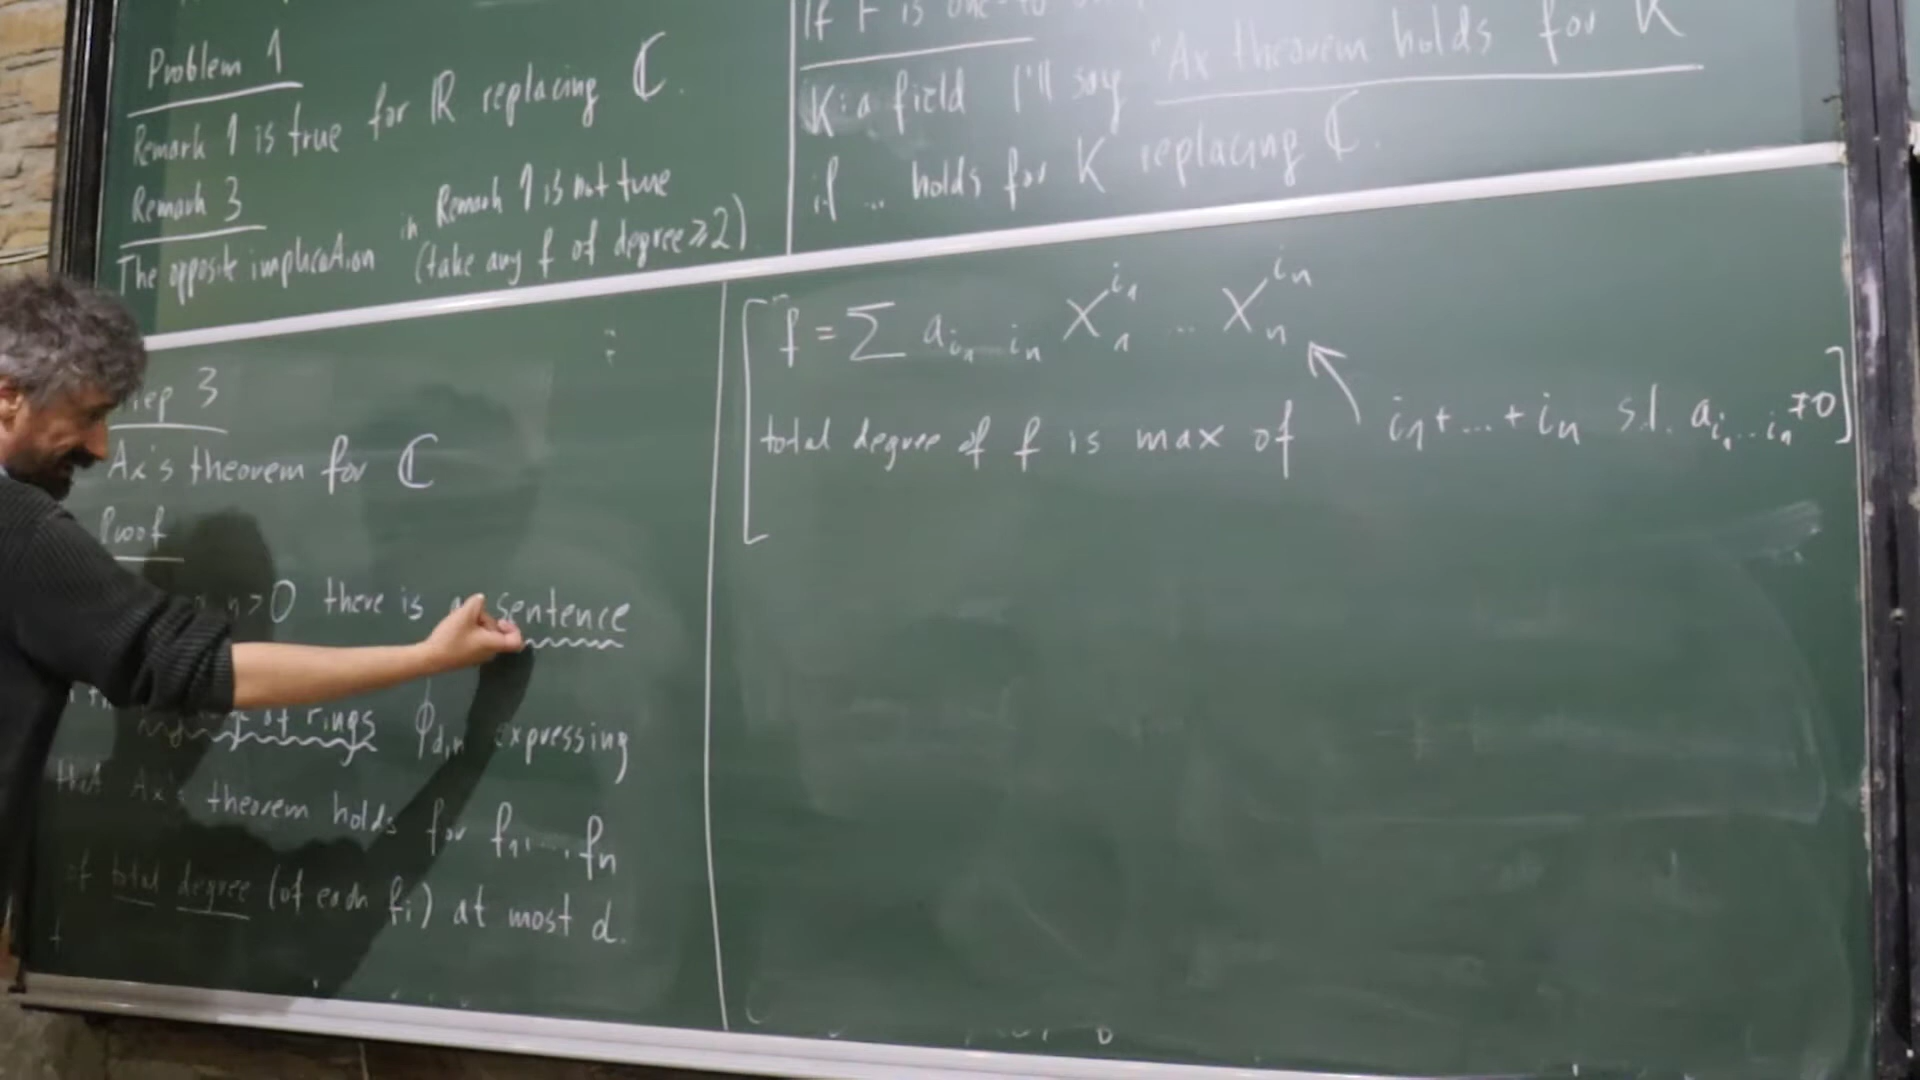 Problem 1
Remark 1 is true for ℝ replacing ℂ.
Remark 3
The opposite implication in Remark 1 is not true
(take any f of degree ≥ 2)
If F is one-to
K: a field I'll say "Ax theorem holds for K
if ... holds for K replacing ℂ.
ep 3
Ax's theorem for ℂ
Proof
n > 0 there is sentence
of rings ϕ_{d,n} expressing
that Ax's theorem holds for f_1, ..., f_n
of total degree (of each f_i) at most d.
f = ∑ a_{i_1 ... i_n} X_1^{i_1} ... X_n^{i_n}
total degree of f is max of i_1 + ... + i_n s.t. a_{i_1 ... i_n} ≠ 0]